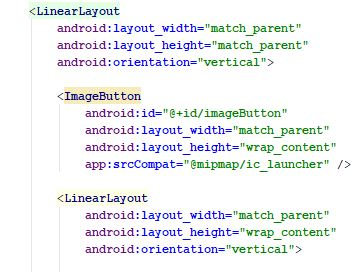 <LinearLayout
    android:layout_width="match_parent"
    android:layout_height="match_parent"
    android:orientation="vertical">

    <ImageButton
        android:id="@+id/imageButton"
        android:layout_width="match_parent"
        android:layout_height="wrap_content"
        app:srcCompat="@mipmap/ic_launcher" />

    <LinearLayout
        android:layout_width="match_parent"
        android:layout_height="wrap_content"
        android:orientation="vertical">